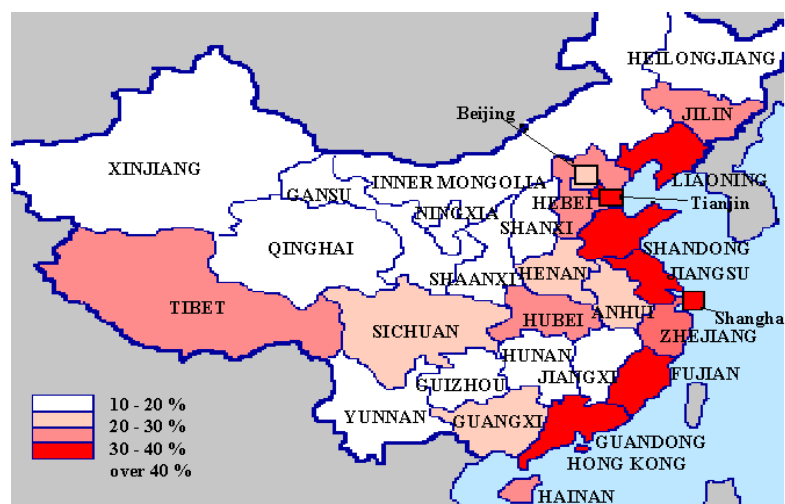 HEILONGJIANG
JILIN
Beijing
XINJIANG
GANSU
INNER MONGOLIA
LIAONING
NINGXIA
HEBEI
Tianjin
SHANXI
QINGHAI
SHANDONG
SHAANXI
HENAN
JIANGSU
TIBET
HUBEI
ANHUI
Shangha
SICHUAN
ZHEJIANG
HUNAN
GUIZHOU
JIANGXI
FUJIAN
10 - 20 %
20 - 30 %
30 - 40 %
over 40 %
YUNNAN
GUANGXI
GUANDONG
HONG KONG
HAINAN